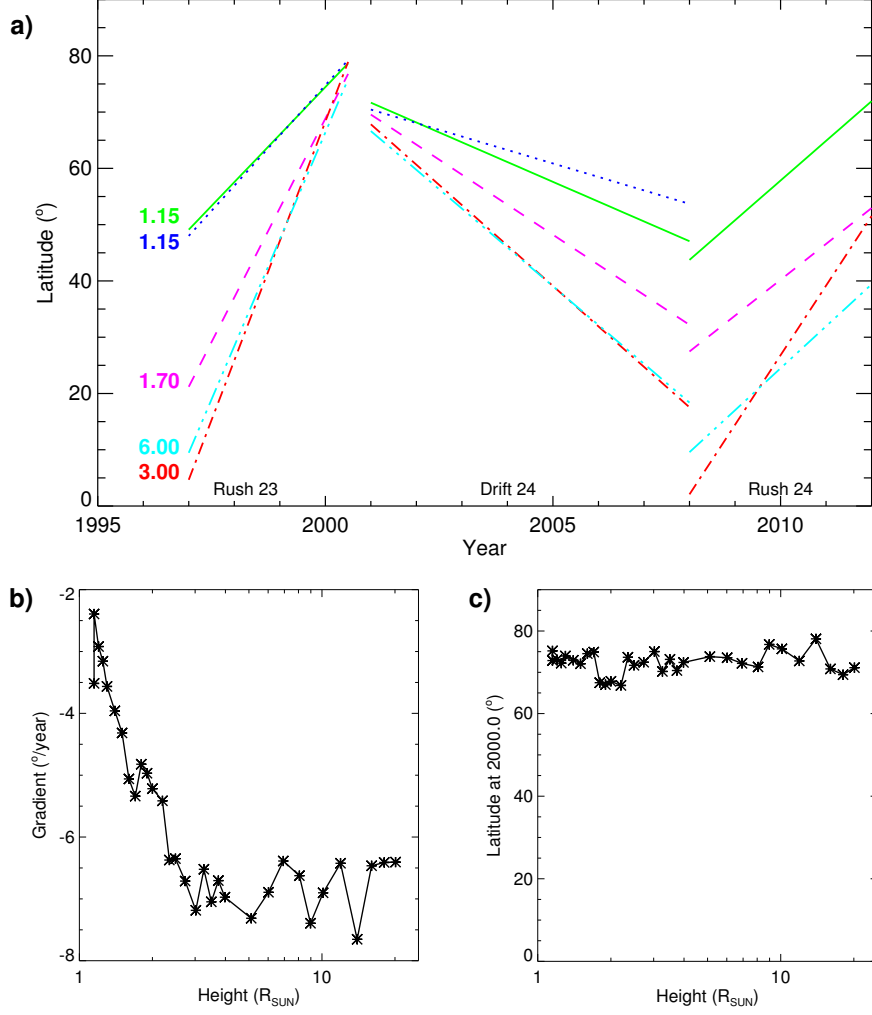 a)
80
60
40
20
0
Latitude (°)
1.15
1.15
1.70
6.00
3.00
Rush 23
Drift 24
Rush 24
1995
2000
2005
2010
Year
b)
-2
-4
-6
-8
Gradient (°/year)
1
10
Height (R_SUN)
c)
80
60
40
20
0
Latitude at 2000.0 (°)
1
10
Height (R_SUN)